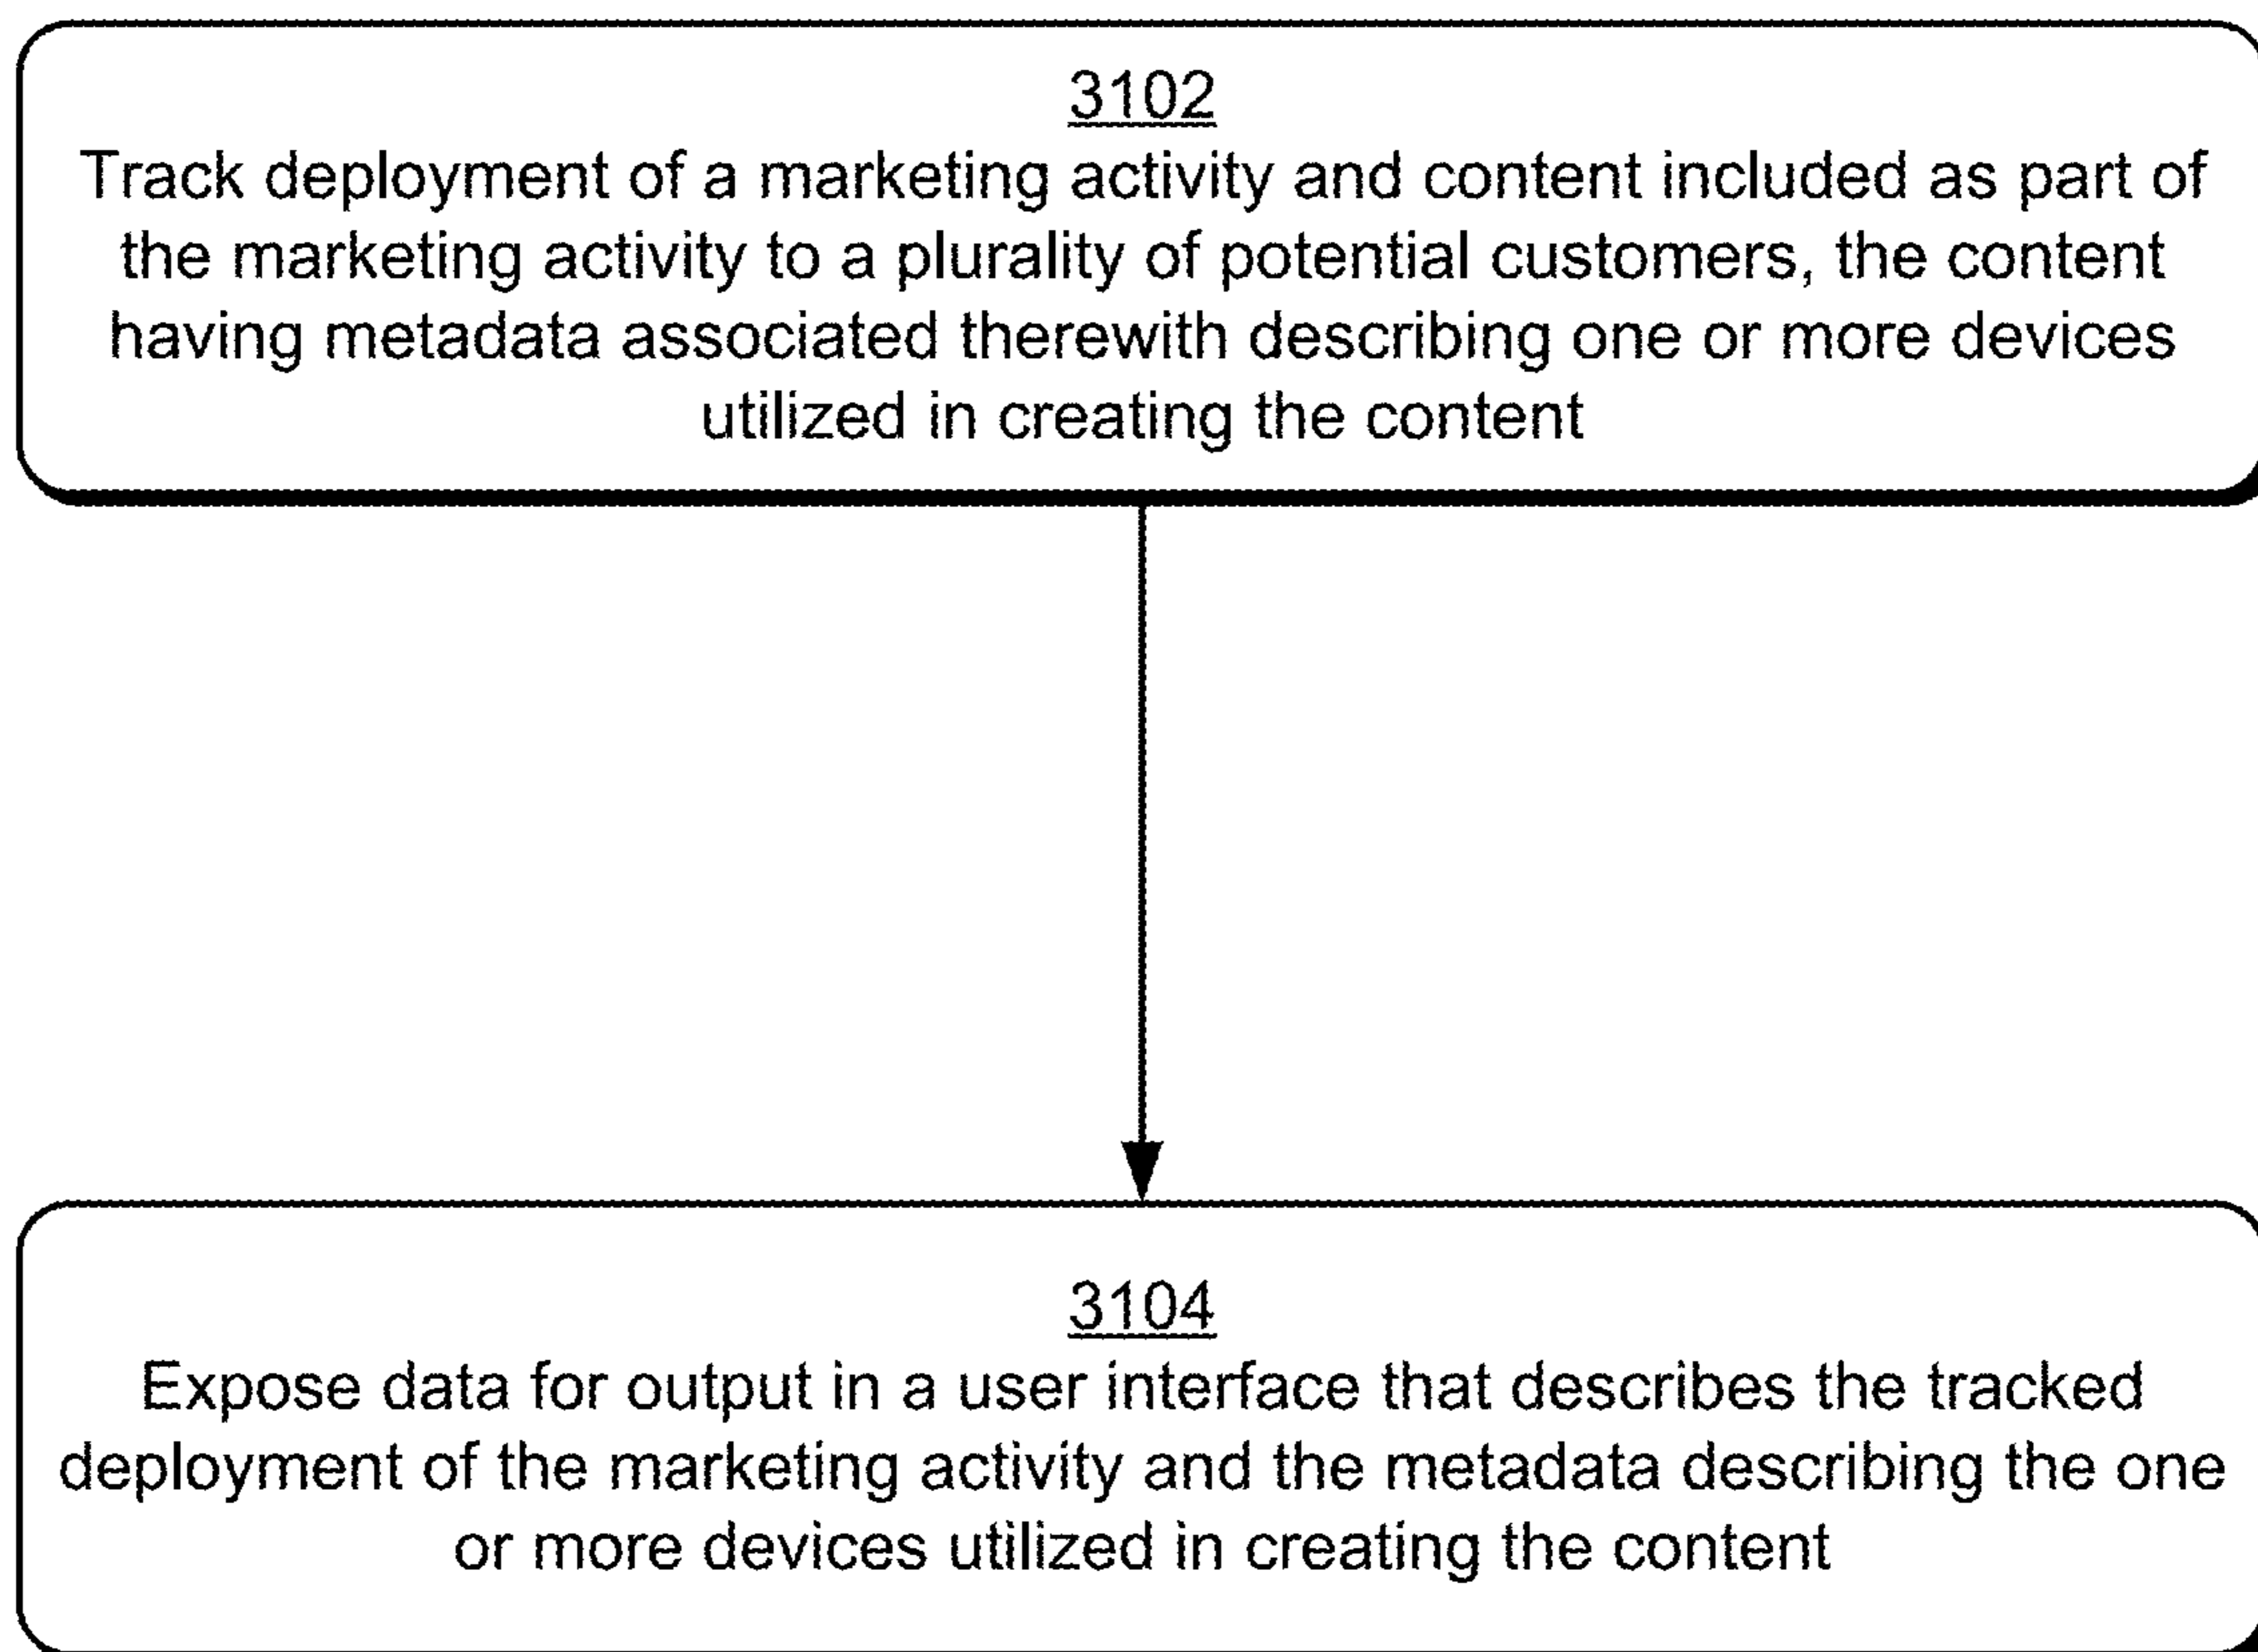 3102
Track deployment of a marketing activity and content included as part of
the marketing activity to a plurality of potential customers, the content
having metadata associated therewith describing one or more devices
utilized in creating the content
3104
Expose data for output in a user interface that describes the tracked
deployment of the marketing activity and the metadata describing the one
or more devices utilized in creating the content